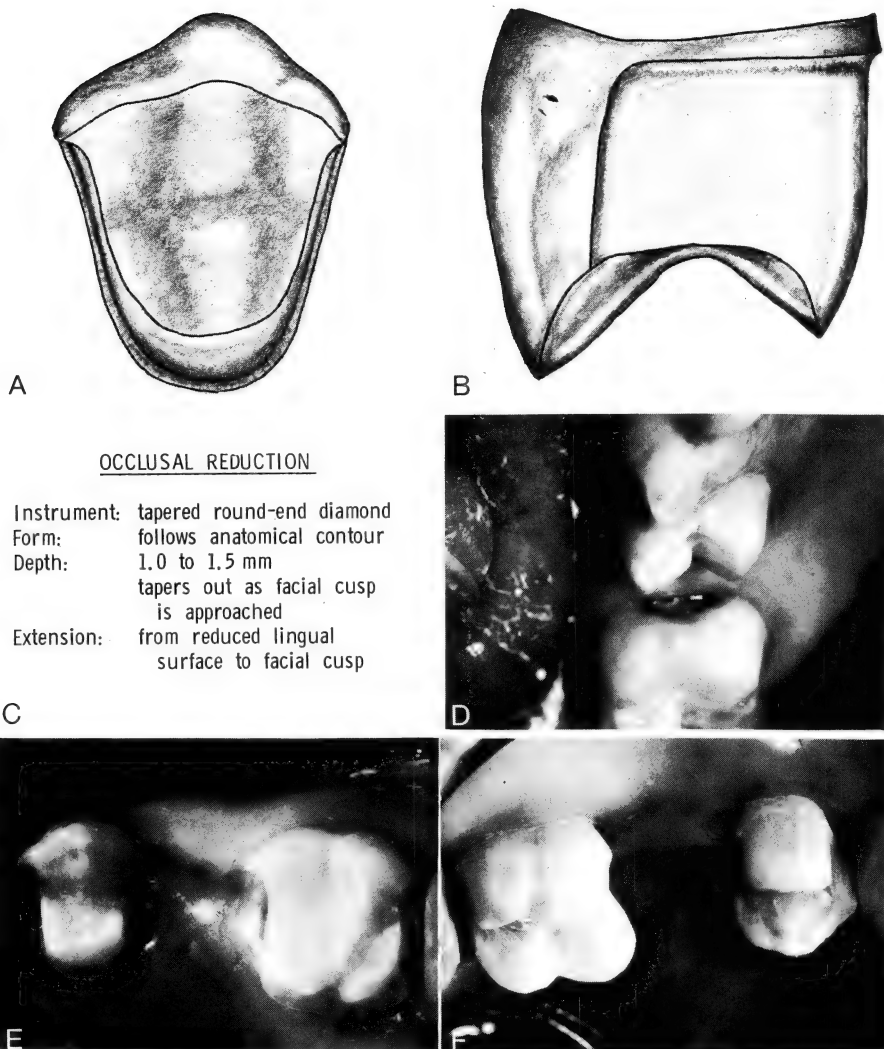 A
B
OCCLUSAL REDUCTION
Instrument: tapered round-end diamond
Form: follows anatomical contour
Depth: 1.0 to 1.5 mm
tapers out as facial cusp
is approached
Extension: from reduced lingual
surface to facial cusp
C
D
E
F